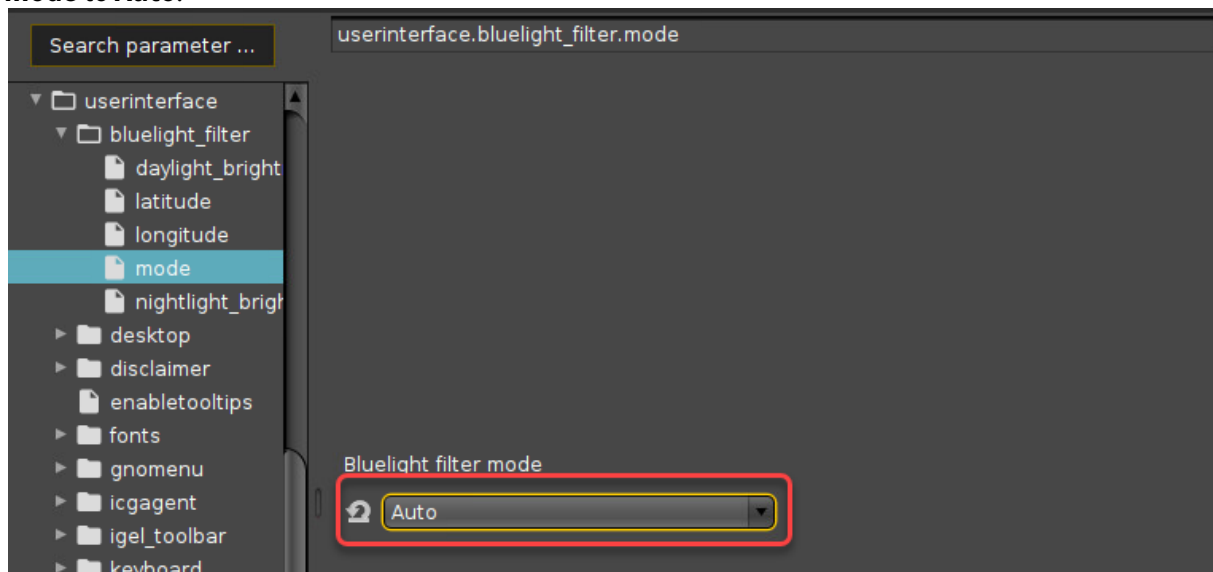 Search parameter ...
userinterface.bluelight_filter.mode
userinterface
bluelight_filter
daylight_bright
latitude
longitude
mode
nightlight_brigh
desktop
disclaimer
enabletooltips
fonts
gnomenu
icgagent
igel_toolbar
keyboard
Bluelight filter mode
Auto